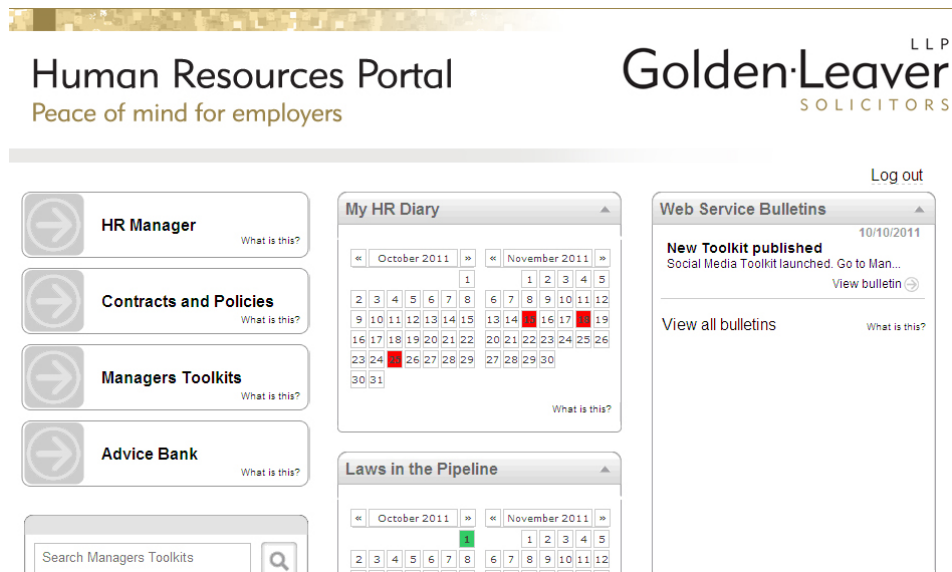 Human Resources Portal
Peace of mind for employers
LLP
Golden·Leaver
SOLICITORS
Log out
HR Manager
What is this?
Contracts and Policies
What is this?
Managers Toolkits
What is this?
Advice Bank
What is this?
Search Managers Toolkits
My HR Diary
« October 2011 »
1
2 3 4 5 6 7 8
9 10 11 12 13 14 15
16 17 18 19 20 21 22
23 24 25 26 27 28 29
30 31
« November 2011 »
1 2 3 4 5
6 7 8 9 10 11 12
13 14 15 16 17 18 19
20 21 22 23 24 25 26
27 28 29 30
What is this?
Laws in the Pipeline
« October 2011 »
1
2 3 4 5 6 7 8
« November 2011 »
1 2 3 4 5
6 7 8 9 10 11 12
Web Service Bulletins
10/10/2011
New Toolkit published
Social Media Toolkit launched. Go to Man...
View bulletin
View all bulletins
What is this?